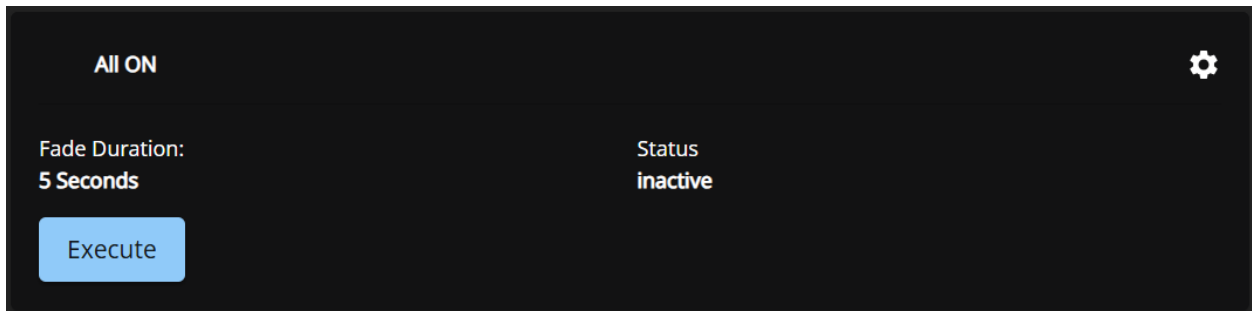 All ON
Fade Duration:
5 Seconds
Status
inactive
Execute